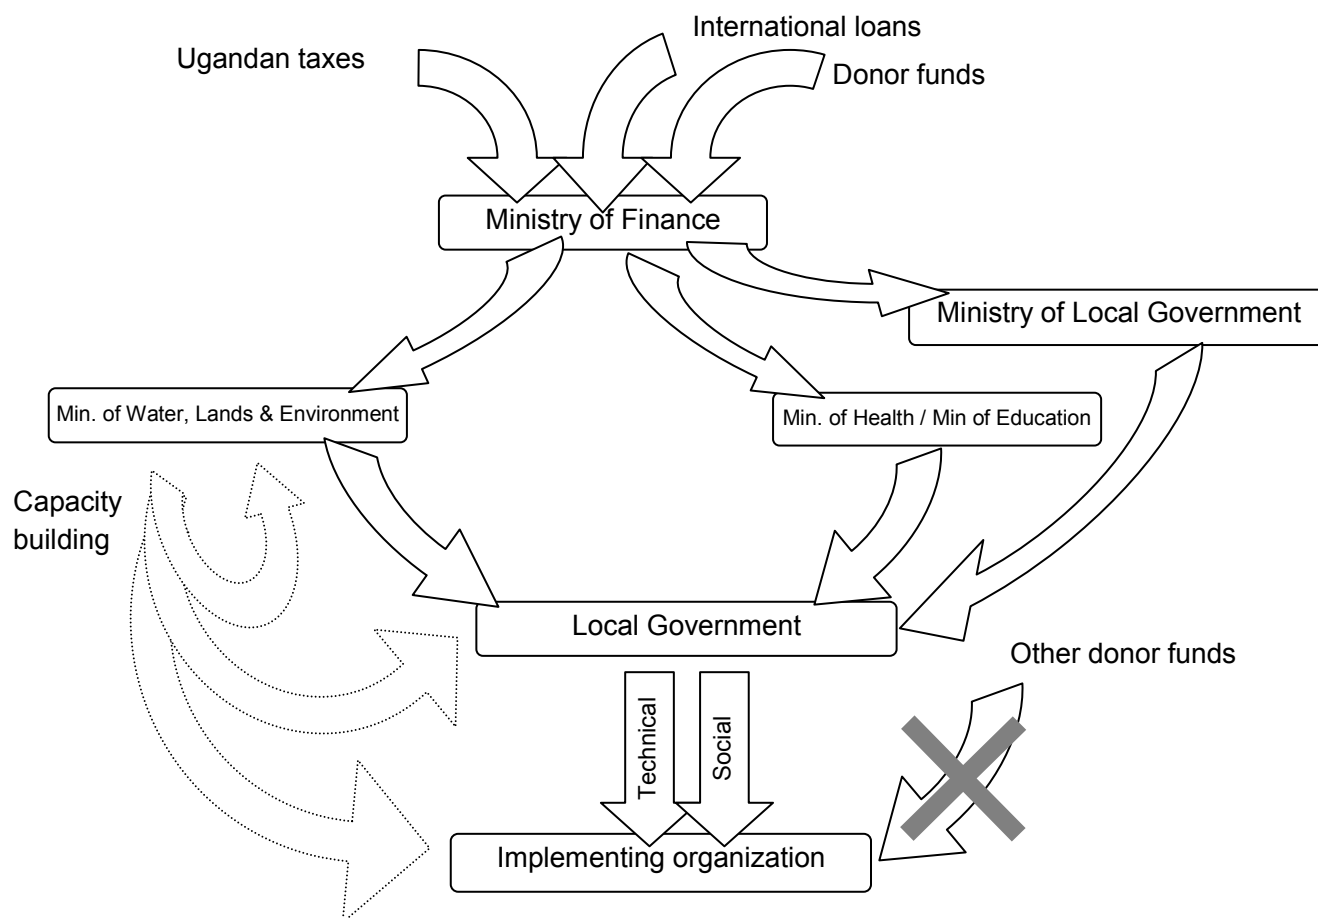 International loans
Ugandan taxes
Donor funds
Ministry of Finance
Ministry of Local Government
Min. of Water, Lands & Environment
Min. of Health / Min of Education
Capacity
building
Local Government
Other donor funds
Technical
Social
Implementing organization